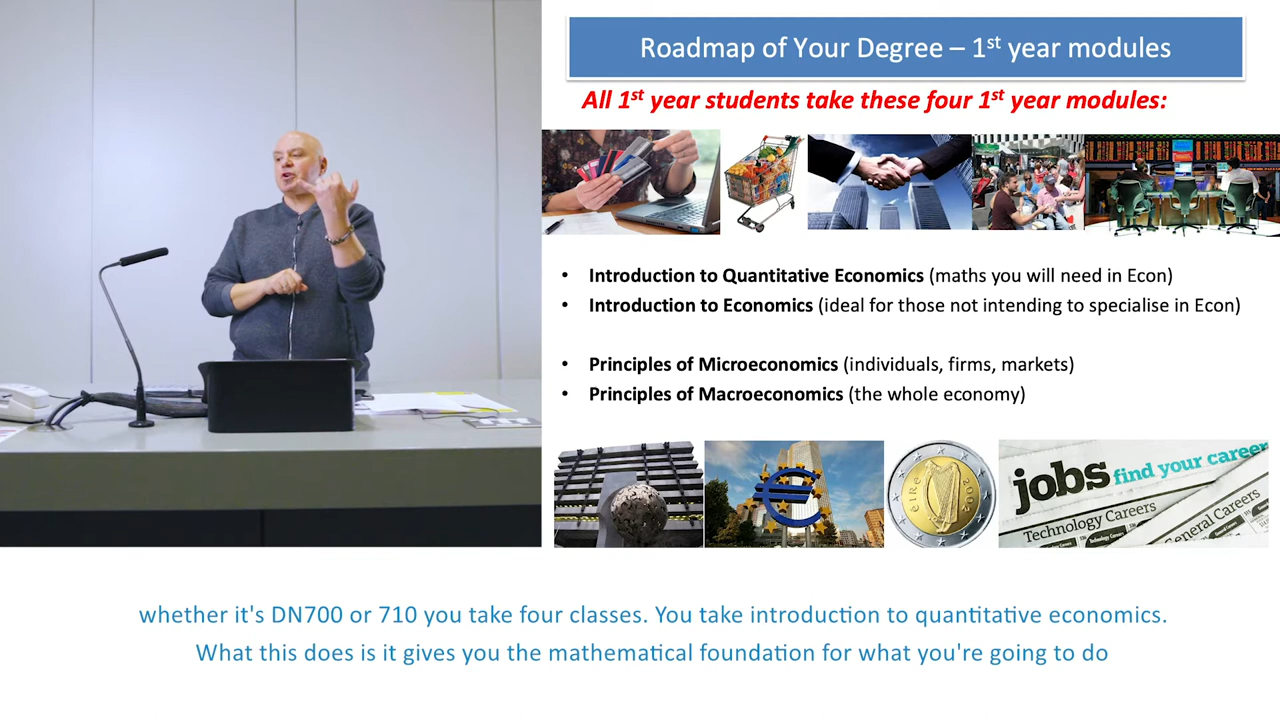 Roadmap of Your Degree – 1st year modules
All 1st year students take these four 1st year modules:
• Introduction to Quantitative Economics (maths you will need in Econ)
• Introduction to Economics (ideal for those not intending to specialise in Econ)
• Principles of Microeconomics (individuals, firms, markets)
• Principles of Macroeconomics (the whole economy)
éIRe
2002
jobs find your career
Technology Careers
General Careers
whether it's DN700 or 710 you take four classes. You take introduction to quantitative economics.
What this does is it gives you the mathematical foundation for what you're going to do